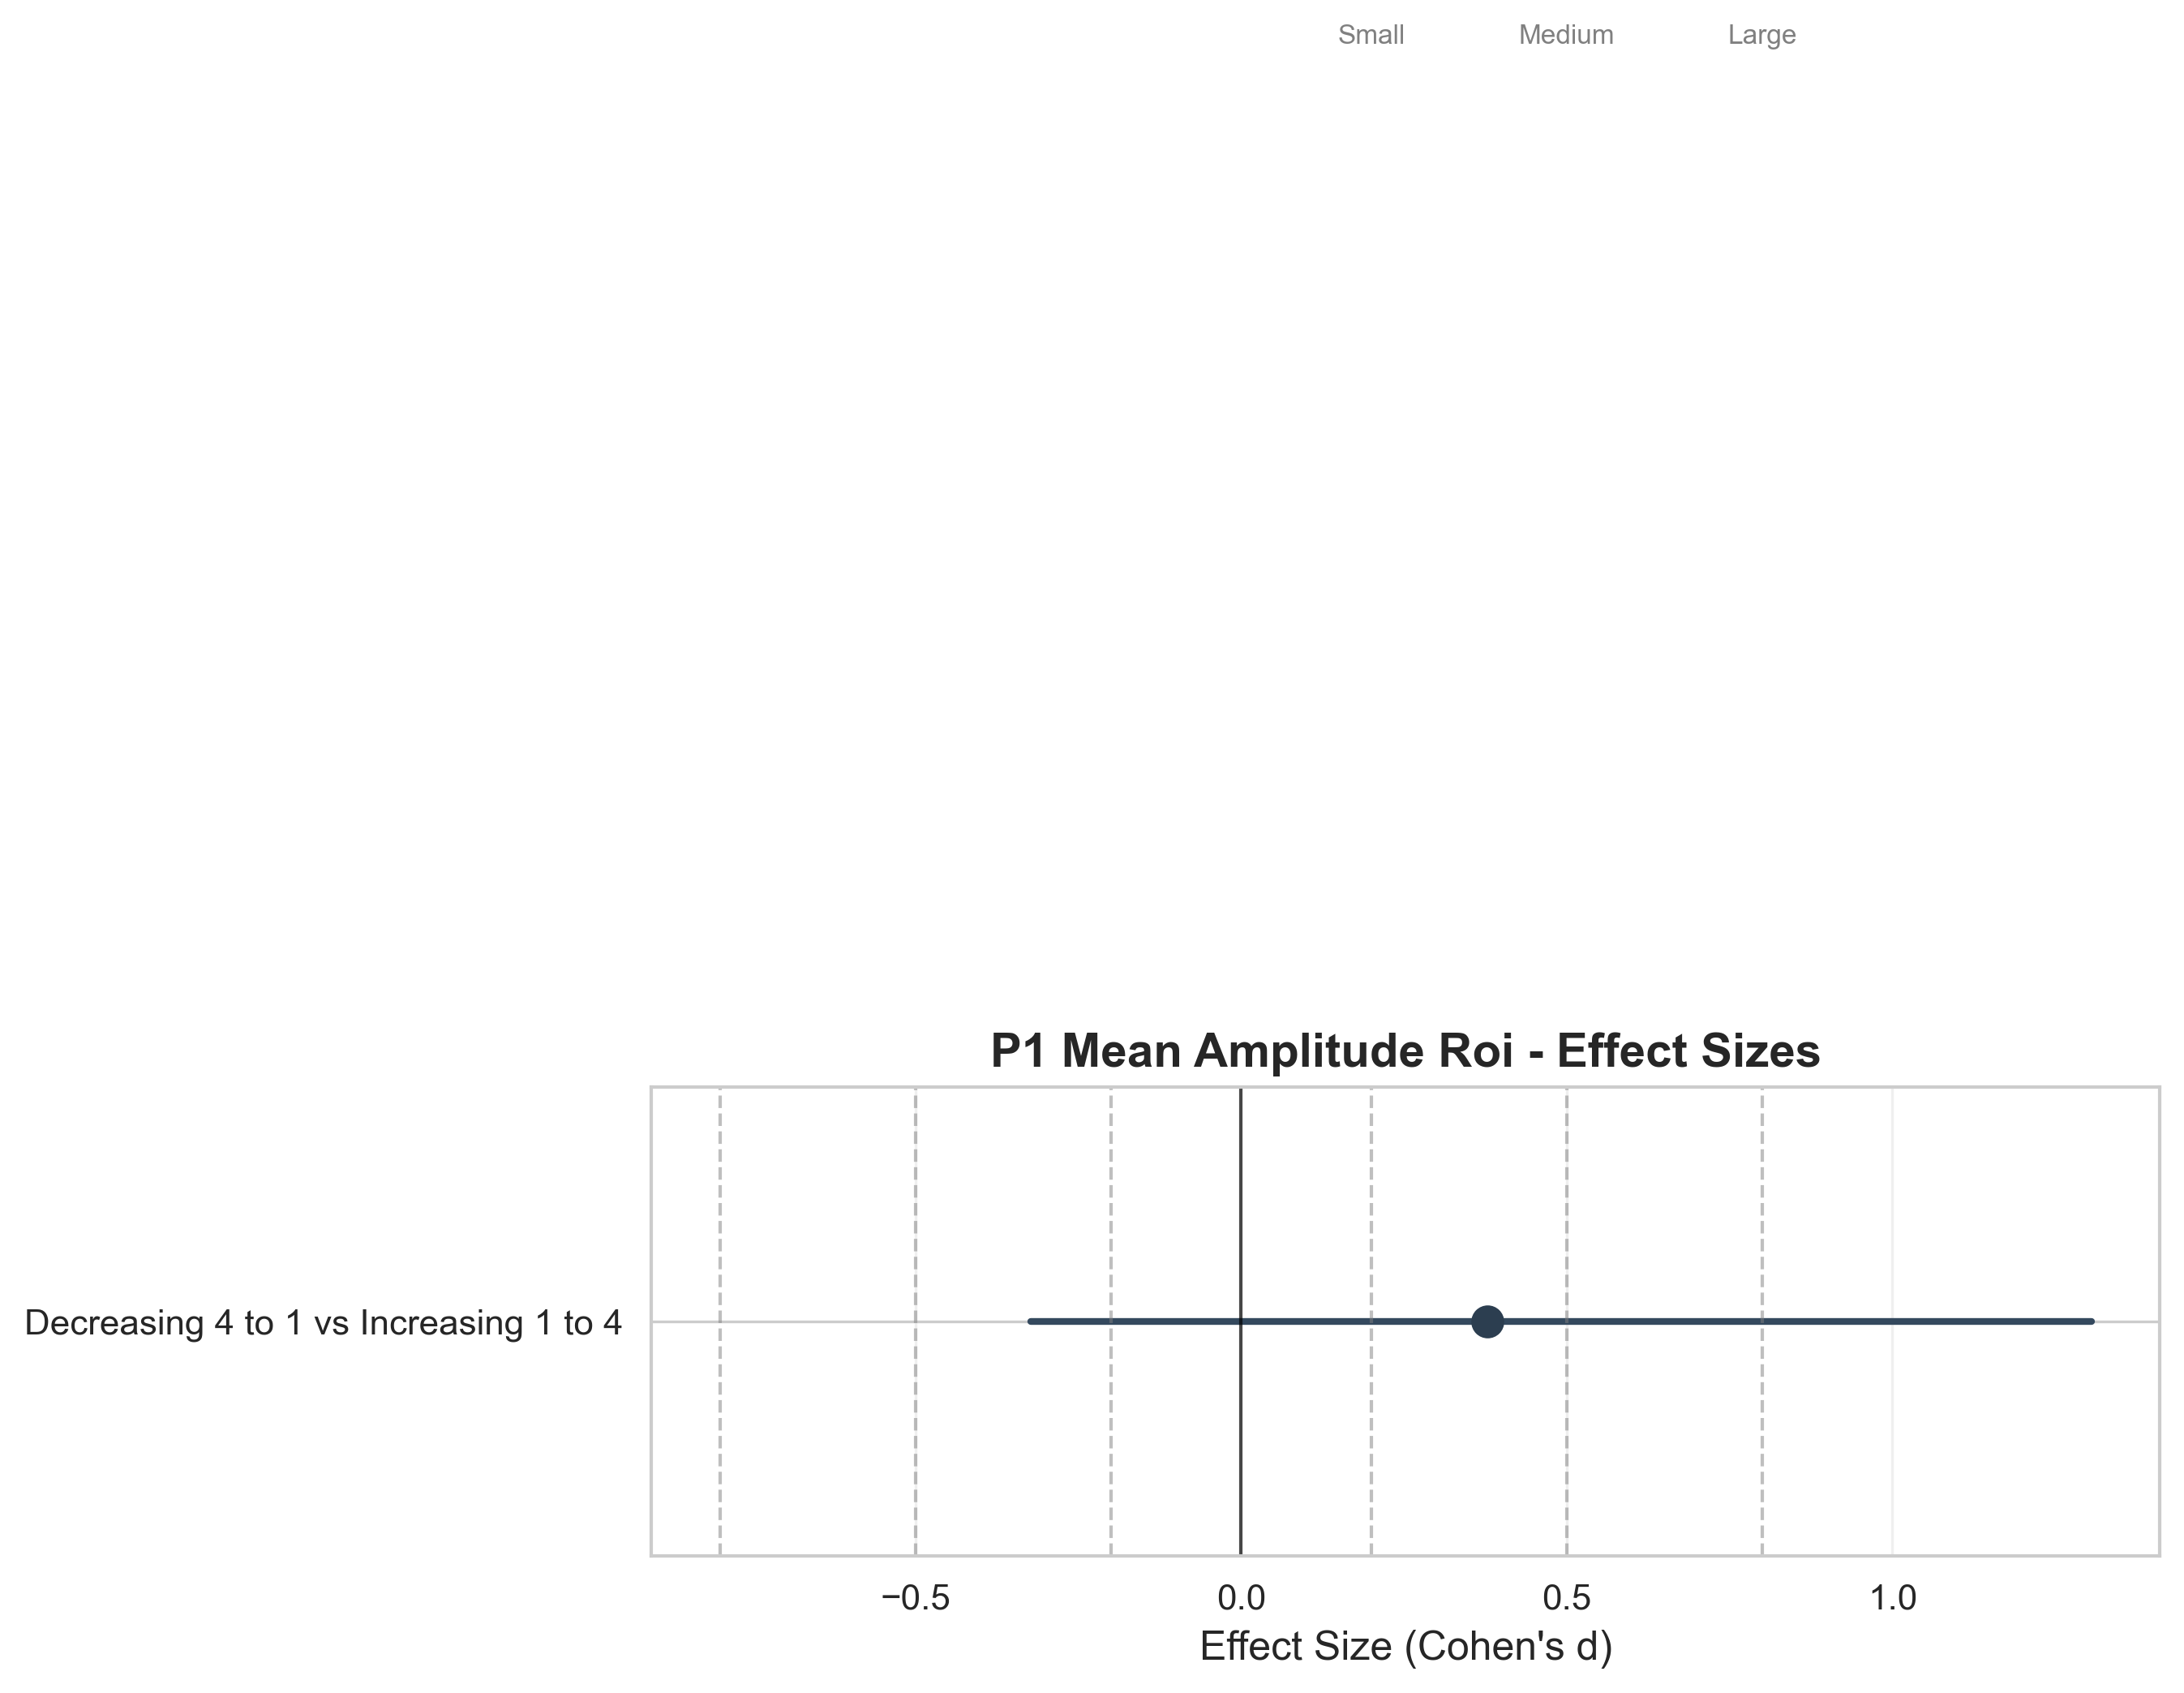 Small Medium Large
P1 Mean Amplitude Roi - Effect Sizes
Decreasing 4 to 1 vs Increasing 1 to 4
−0.5 0.0 0.5 1.0
Effect Size (Cohen's d)